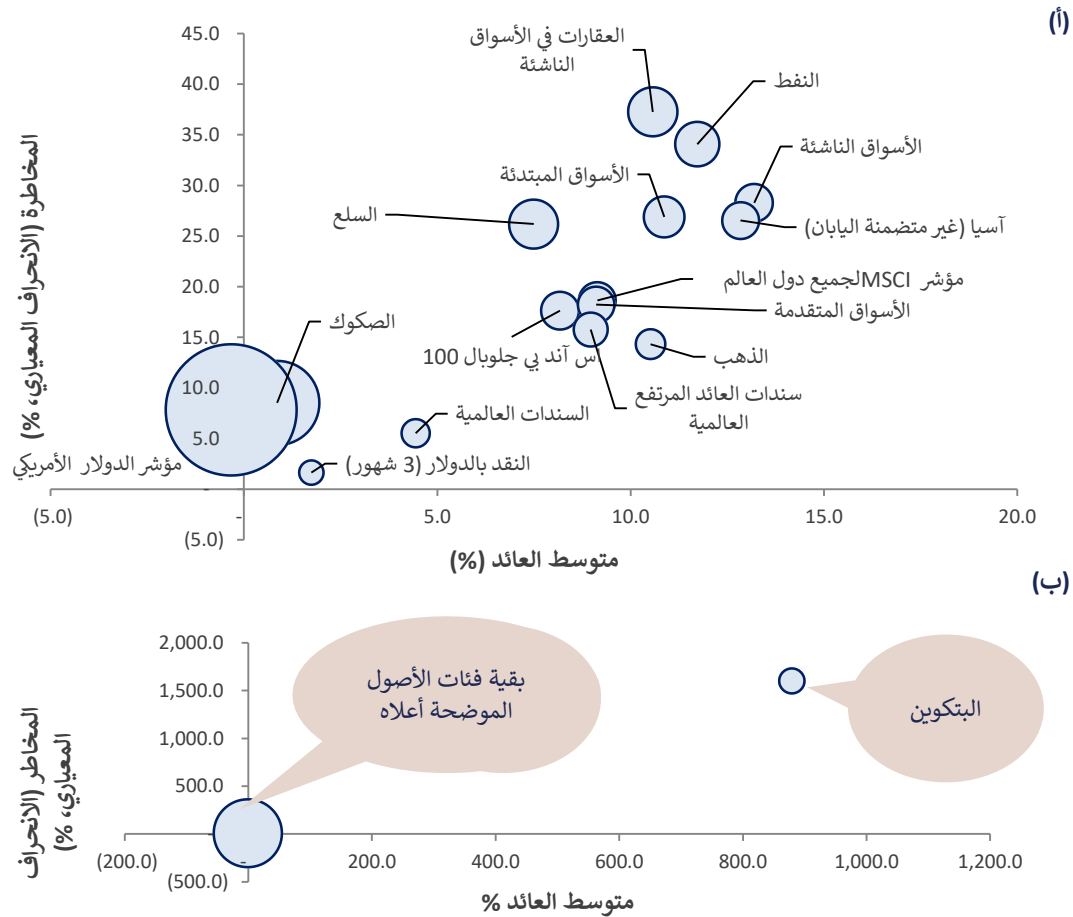 (أ)
45.0
40.0
35.0
30.0
25.0
20.0
15.0
10.0
5.0
-
(5.0)
المخاطرة (الانحراف المعياري، %)
العقارات في الأسواق
الناشئة
النفط
الأسواق الناشئة
الأسواق المبتدئة
السلع
آسيا (غير متضمنة اليابان)
مؤشر MSCIلجميع دول العالم
الأسواق المتقدمة
الصكوك
أس آند بي جلوبال 100
الذهب
سندات العائد المرتفع
العالمية
السندات العالمية
النقد بالدولار (3 شهور)
مؤشر الدولار الأمريكي
(5.0)
-
5.0
10.0
15.0
20.0
متوسط العائد (%)
(ب)
2,000.0
1,500.0
1,000.0
500.0
-
(500.0)
المخاطر (الانحراف
المعياري، %)
بقية فئات الأصول
الموضحة أعلاه
البتكوين
(200.0)
-
200.0
400.0
600.0
800.0
1,000.0
1,200.0
متوسط العائد %